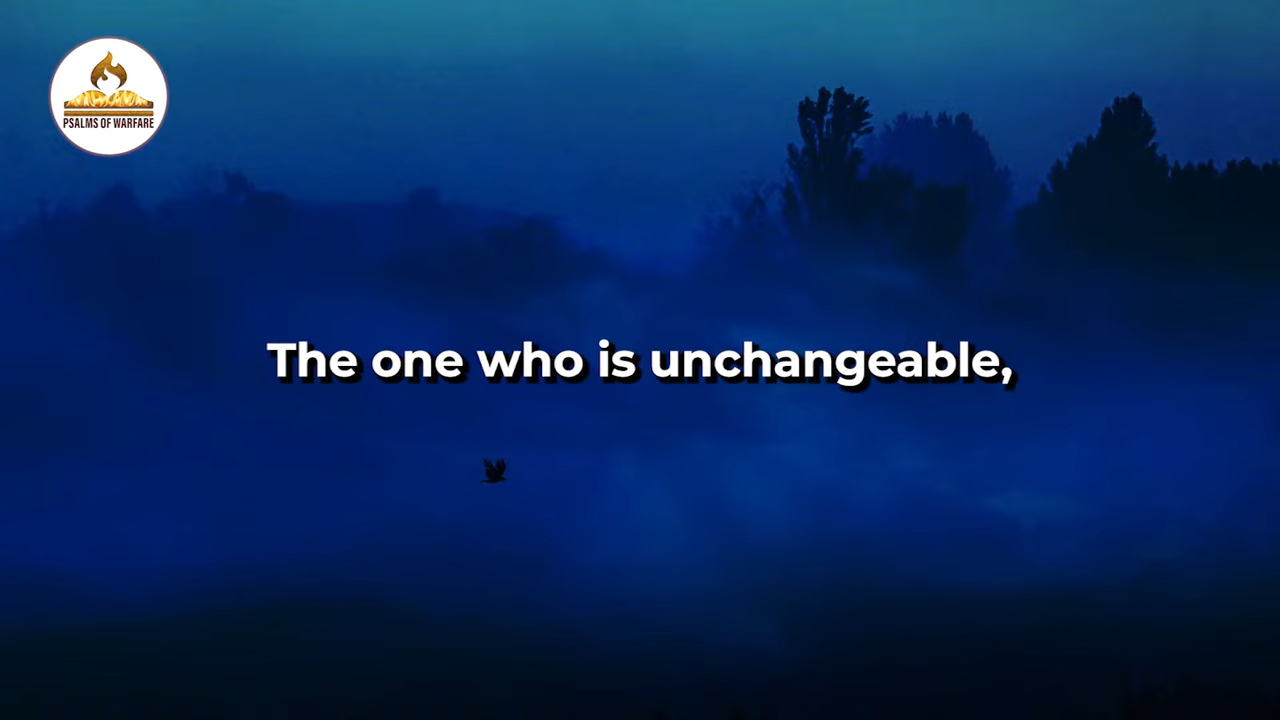 PSALMS OF WARFARE
The one who is unchangeable,